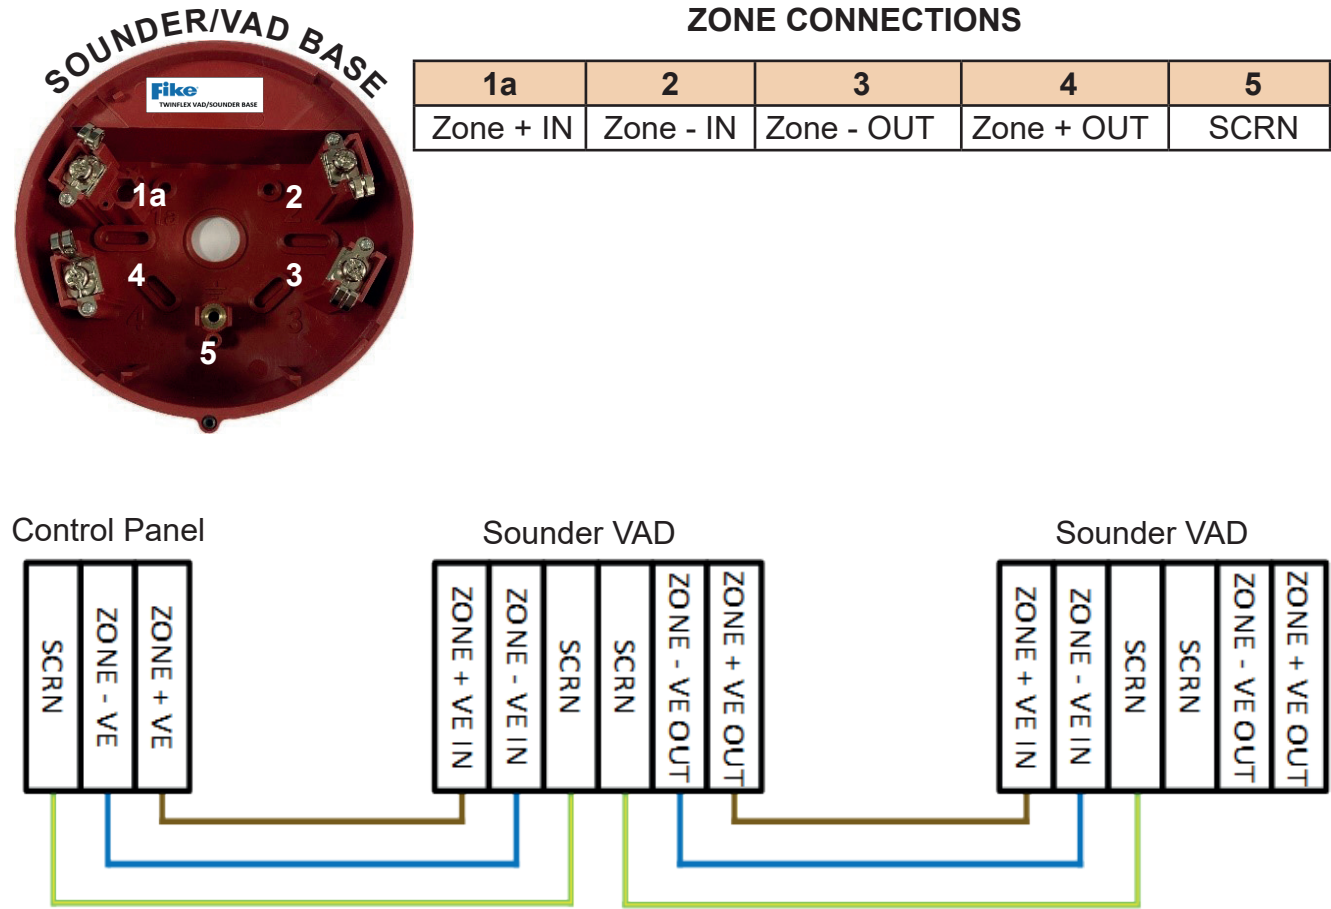 SOUNDER/VAD BASE
Fike
TWINFLEX VAD/SOUNDER BASE
1a
2
4
3
5
ZONE CONNECTIONS
1a 2 3 4 5
Zone + IN Zone - IN Zone - OUT Zone + OUT SCRN
Control Panel
SCRN
ZONE - VE
ZONE + VE
Sounder VAD
ZONE + VE IN
ZONE - VE IN
SCRN
SCRN
ZONE - VE OUT
ZONE + VE OUT
Sounder VAD
ZONE + VE IN
ZONE - VE IN
SCRN
SCRN
ZONE - VE OUT
ZONE + VE OUT